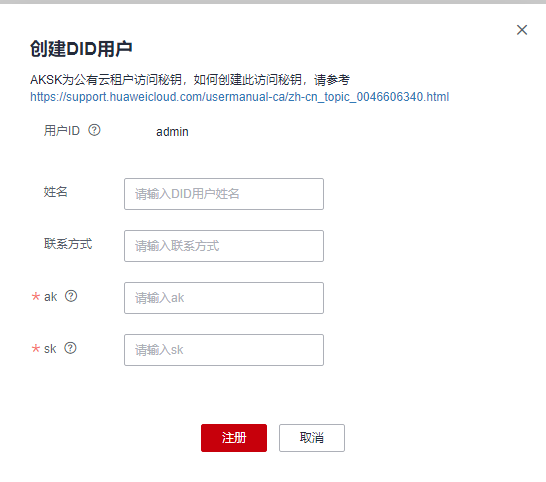 创建DID用户
AKSK为公有云租户访问秘钥，如何创建此访问秘钥，请参考
https://support.huaweicloud.com/usermanual-ca/zh-cn_topic_0046606340.html
用户ID ? admin
姓名 请输入DID用户姓名
联系方式 请输入联系方式
* ak ? 请输入ak
* sk ? 请输入sk
注册 取消